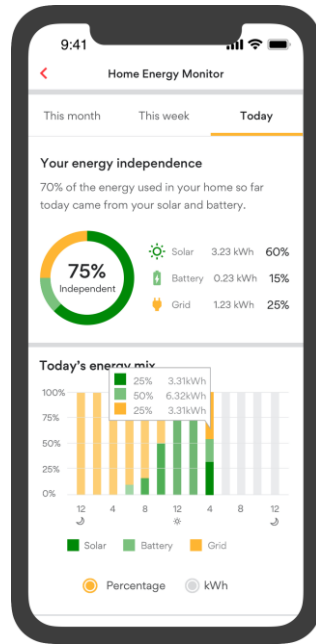 9:41
Home Energy Monitor
This month This week Today
Your energy independence
70% of the energy used in your home so far
today came from your solar and battery.
75%
Independent
Solar 3.23 kWh 60%
Battery 0.23 kWh 15%
Grid 1.23 kWh 25%
Today's energy mix
25% 3.31kWh
50% 6.32kWh
25% 3.31kWh
100%
75%
50%
25%
0%
12 4 8 12 4 8 12
Solar Battery Grid
Percentage kWh